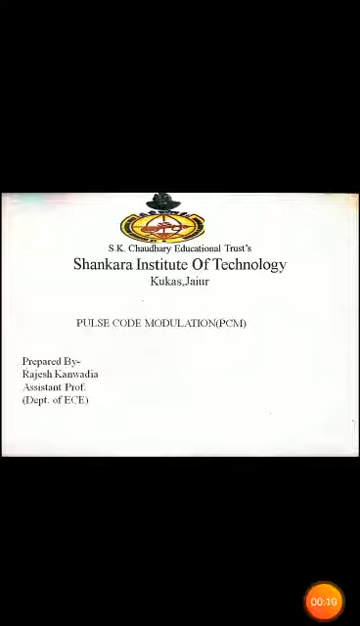 S.K. Chaudhary Educational Trust's
Shankara Institute Of Technology
Kukas,Jaiur
PULSE CODE MODULATION(PCM)
Prepared By-
Rajesh Kanwadia
Assistant Prof.
(Dept. of ECE)
00:10